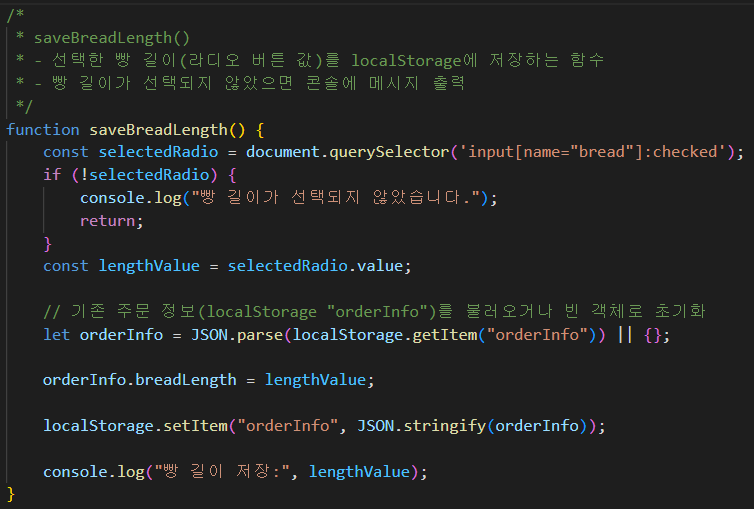 /*
* saveBreadLength()
* - 선택한 빵 길이(라디오 버튼 값)를 localStorage에 저장하는 함수
* - 빵 길이가 선택되지 않았으면 콘솔에 메시지 출력
*/
function saveBreadLength() {
const selectedRadio = document.querySelector('input[name="bread"]:checked');
if (!selectedRadio) {
console.log("빵 길이가 선택되지 않았습니다.");
return;
}
const lengthValue = selectedRadio.value;
// 기존 주문 정보(localStorage "orderInfo")를 불러오거나 빈 객체로 초기화
let orderInfo = JSON.parse(localStorage.getItem("orderInfo")) || {};
orderInfo.breadLength = lengthValue;
localStorage.setItem("orderInfo", JSON.stringify(orderInfo));
console.log("빵 길이 저장:", lengthValue);
}